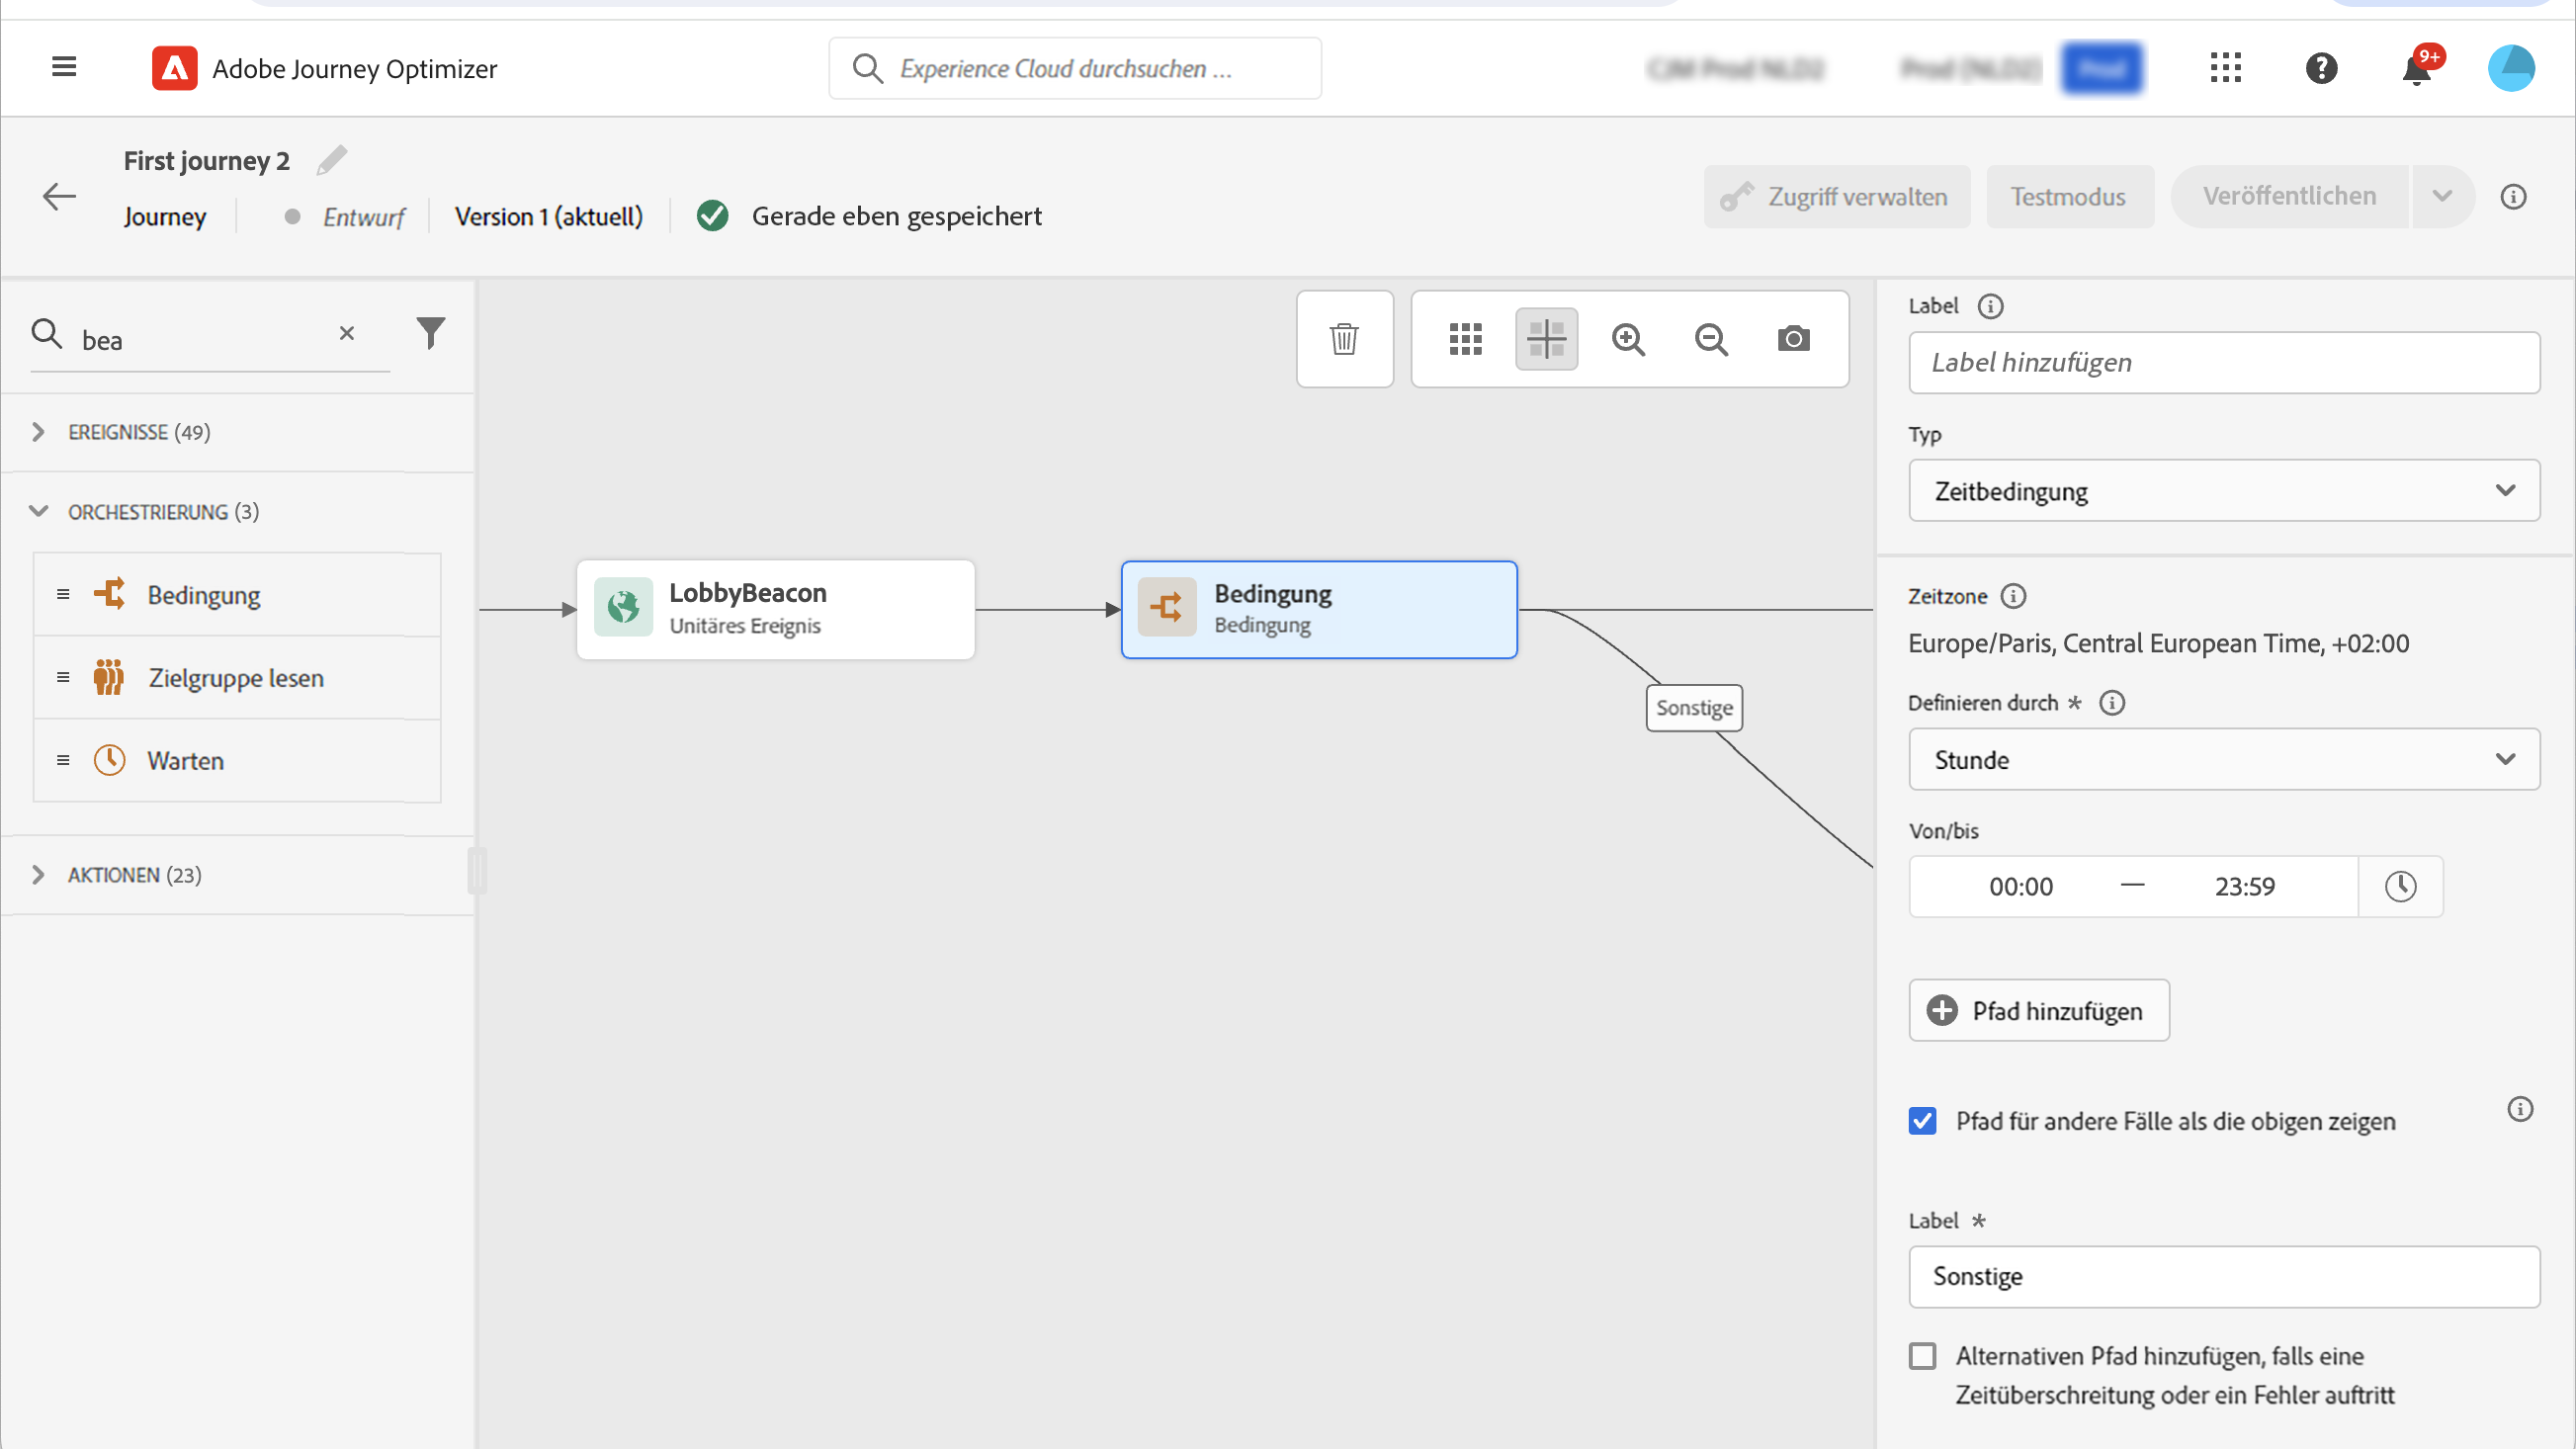 Adobe Journey Optimizer
Experience Cloud durchsuchen ...
9+
First journey 2
Journey
Entwurf
Version 1 (aktuell)
Gerade eben gespeichert
Zugriff verwalten
Testmodus
Veröffentlichen
bea
EREIGNISSE (49)
ORCHESTRIERUNG (3)
Bedingung
Zielgruppe lesen
Warten
AKTIONEN (23)
LobbyBeacon
Unitäres Ereignis
Bedingung
Bedingung
Sonstige
Label
Label hinzufügen
Typ
Zeitbedingung
Zeitzone
Europe/Paris, Central European Time, +02:00
Definieren durch *
Stunde
Von/bis
00:00 — 23:59
Pfad hinzufügen
Pfad für andere Fälle als die obigen zeigen
Label *
Sonstige
Alternativen Pfad hinzufügen, falls eine
Zeitüberschreitung oder ein Fehler auftritt